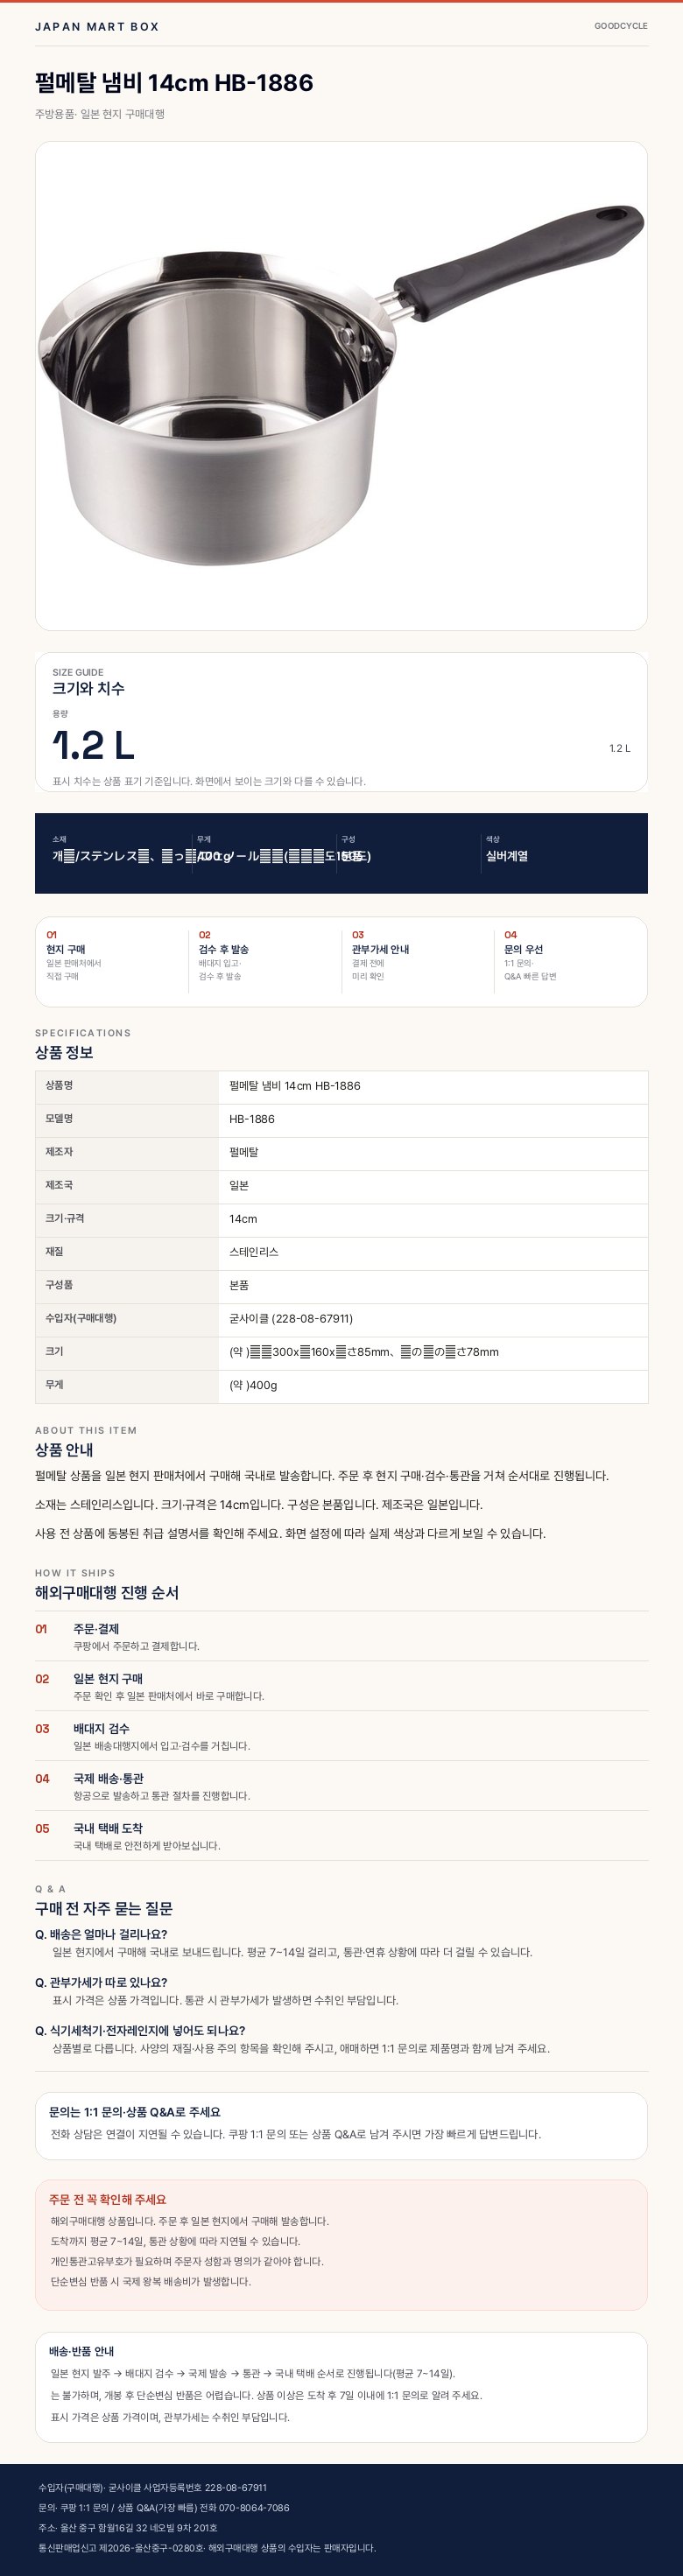 JAPAN MART BOX
GOODCYCLE
펄메탈 냄비 14cm HB-1886
주방용품· 일본 현지 구매대행
SIZE GUIDE
크기와 치수
용량
1.2 L
1.2 L
표시 치수는 상품 표기 기준입니다. 화면에서 보이는 크기와 다를 수 있습니다.
소재
무게
구성
색상
실버계열
01
현지 구매
일본 판매처에서
직접 구매
02
검수 후 발송
배대지 입고·
검수 후 발송
03
관부가세 안내
결제 전에
미리 확인
04
문의 우선
1:1 문의·
Q&A 빠른 답변
SPECIFICATIONS
상품 정보
상품명 펄메탈 냄비 14cm HB-1886
모델명 HB-1886
제조자 펄메탈
제조국 일본
크기·규격 14cm
재질 스테인리스
구성품 본품
수입자(구매대행) 굳사이클 (228-08-67911)
크기 (약 )300x160xさ85mm、ののさ78mm
무게 (약 )400g
ABOUT THIS ITEM
상품 안내
펄메탈 상품을 일본 현지 판매처에서 구매해 국내로 발송합니다. 주문 후 현지 구매·검수·통관을 거쳐 순서대로 진행됩니다.
소재는 스테인리스입니다. 크기·규격은 14cm입니다. 구성은 본품입니다. 제조국은 일본입니다.
사용 전 상품에 동봉된 취급 설명서를 확인해 주세요. 화면 설정에 따라 실제 색상과 다르게 보일 수 있습니다.
HOW IT SHIPS
해외구매대행 진행 순서
01 주문·결제
쿠팡에서 주문하고 결제합니다.
02 일본 현지 구매
주문 확인 후 일본 판매처에서 바로 구매합니다.
03 배대지 검수
일본 배송대행지에서 입고·검수를 거칩니다.
04 국제 배송·통관
항공으로 발송하고 통관 절차를 진행합니다.
05 국내 택배 도착
국내 택배로 안전하게 받아보십니다.
Q & A
구매 전 자주 묻는 질문
Q. 배송은 얼마나 걸리나요?
일본 현지에서 구매해 국내로 보내드립니다. 평균 7~14일 걸리고, 통관·연휴 상황에 따라 더 걸릴 수 있습니다.
Q. 관부가세가 따로 있나요?
표시 가격은 상품 가격입니다. 통관 시 관부가세가 발생하면 수취인 부담입니다.
Q. 식기세척기·전자레인지에 넣어도 되나요?
상품별로 다릅니다. 사양의 재질·사용 주의 항목을 확인해 주시고, 애매하면 1:1 문의로 제품명과 함께 남겨 주세요.
문의는 1:1 문의·상품 Q&A로 주세요
전화 상담은 연결이 지연될 수 있습니다. 쿠팡 1:1 문의 또는 상품 Q&A로 남겨 주시면 가장 빠르게 답변드립니다.
주문 전 꼭 확인해 주세요
해외구매대행 상품입니다. 주문 후 일본 현지에서 구매해 발송합니다.
도착까지 평균 7~14일, 통관 상황에 따라 지연될 수 있습니다.
개인통관고유부호가 필요하며 주문자 성함과 명의가 같아야 합니다.
단순변심 반품 시 국제 왕복 배송비가 발생합니다.
배송·반품 안내
일본 현지 발주 → 배대지 검수 → 국제 발송 → 통관 → 국내 택배 순서로 진행됩니다(평균 7~14일).
는 불가하며, 개봉 후 단순변심 반품은 어렵습니다. 상품 이상은 도착 후 7일 이내에 1:1 문의로 알려 주세요.
표시 가격은 상품 가격이며, 관부가세는 수취인 부담입니다.
수입자(구매대행)· 굳사이클 사업자등록번호 228-08-67911
문의· 쿠팡 1:1 문의 / 상품 Q&A(가장 빠름) 전화 070-8064-7086
주소· 울산 중구 함월16길 32 네오빌 9차 201호
통신판매업신고 제2026-울산중구-0280호· 해외구매대행 상품의 수입자는 판매자입니다.